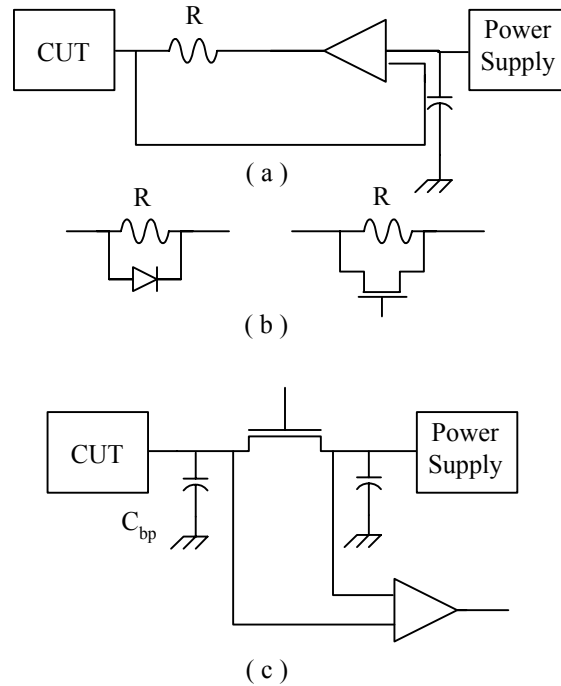 R
CUT
Power
Supply
( a )
R
R
( b )
CUT
Power
Supply
C_bp
( c )